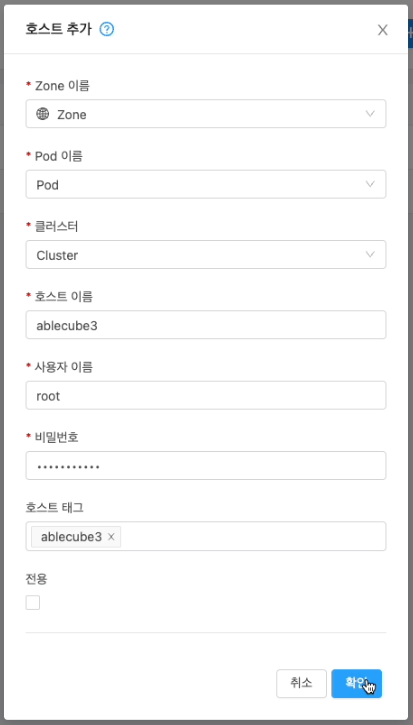 호스트 추가
* Zone 이름
Zone
* Pod 이름
Pod
* 클러스터
Cluster
* 호스트 이름
ablecube3
* 사용자 이름
root
* 비밀번호
•••••••••••
호스트 태그
ablecube3
전용
취소
확인